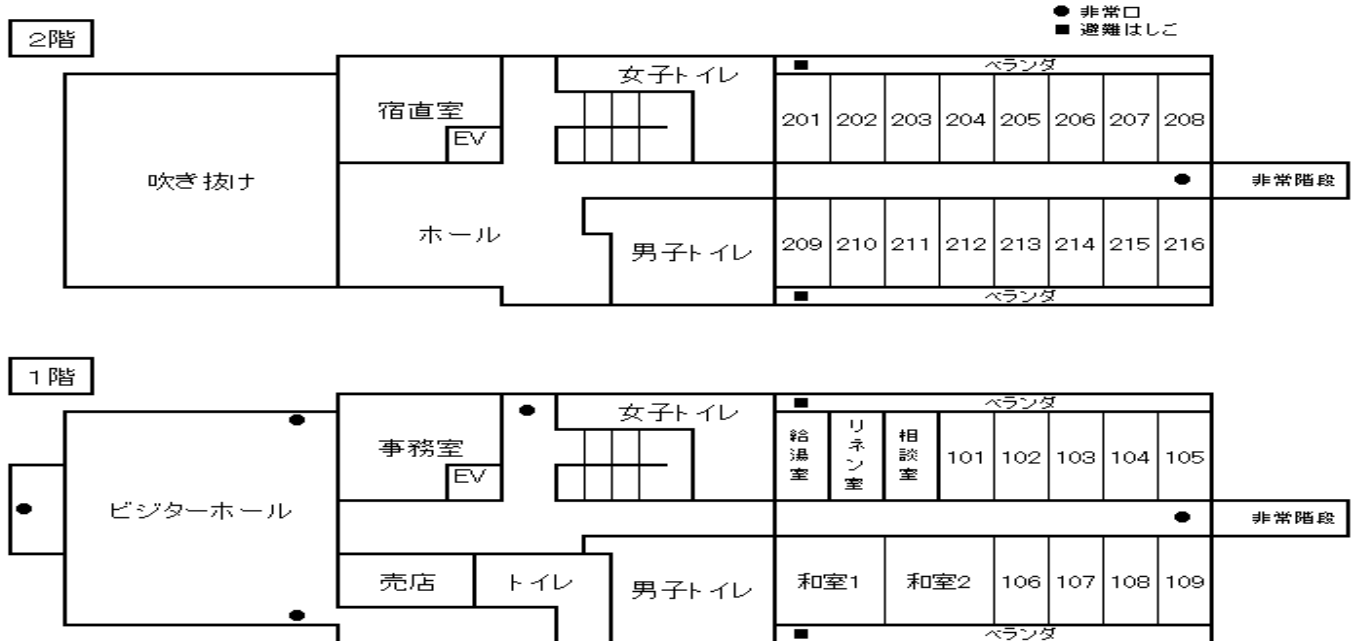 ● 非常口
■ 避難はしご
2階
ベランダ
女子トイレ
宿直室
EV
201 202 203 204 205 206 207 208
吹き抜け
非常階段
ホール
男子トイレ
209 210 211 212 213 214 215 216
ベランダ
1階
ベランダ
女子トイレ
事務室
EV
給湯室
リネン室
相談室
101 102 103 104 105
ビジターホール
非常階段
売店
トイレ
男子トイレ
和室1
和室2
106 107 108 109
ベランダ